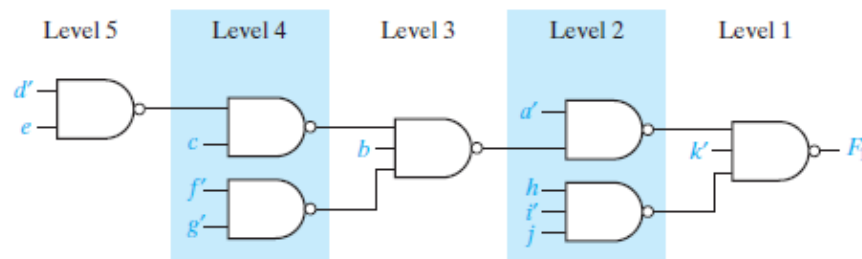 Level 5 Level 4 Level 3 Level 2 Level 1
d′
e
c
f′
g′
b
a′
h
i′
j
k′
F